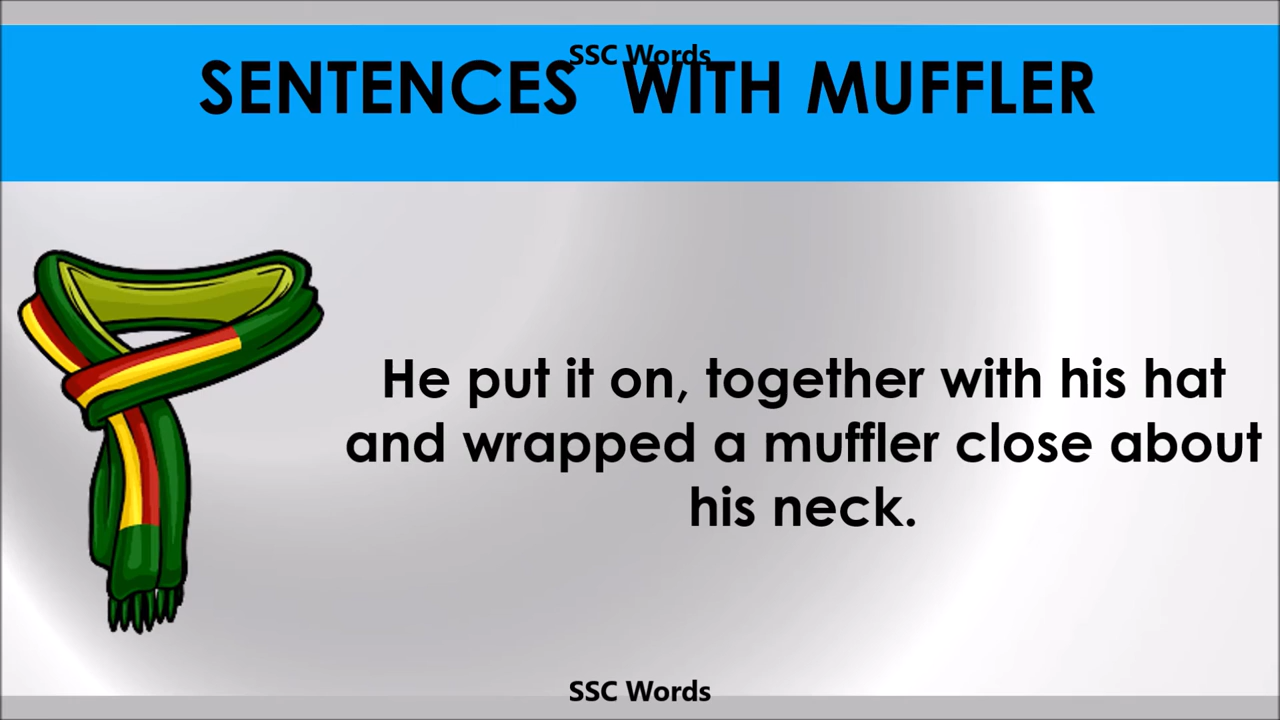 SSC Words
SENTENCES WITH MUFFLER
He put it on, together with his hat
and wrapped a muffler close about
his neck.
SSC Words